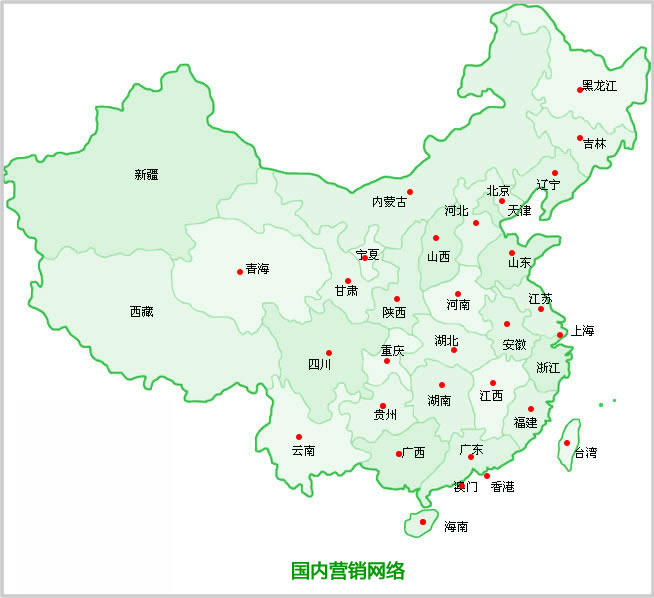 黑龙江
吉林
辽宁
新疆
北京
内蒙古
河北
天津
宁夏
山西
山东
青海
甘肃
江苏
河南
西藏
陕西
上海
湖北
安徽
重庆
四川
浙江
江西
湖南
贵州
福建
云南
广西
广东
台湾
澳门
香港
海南
国内营销网络